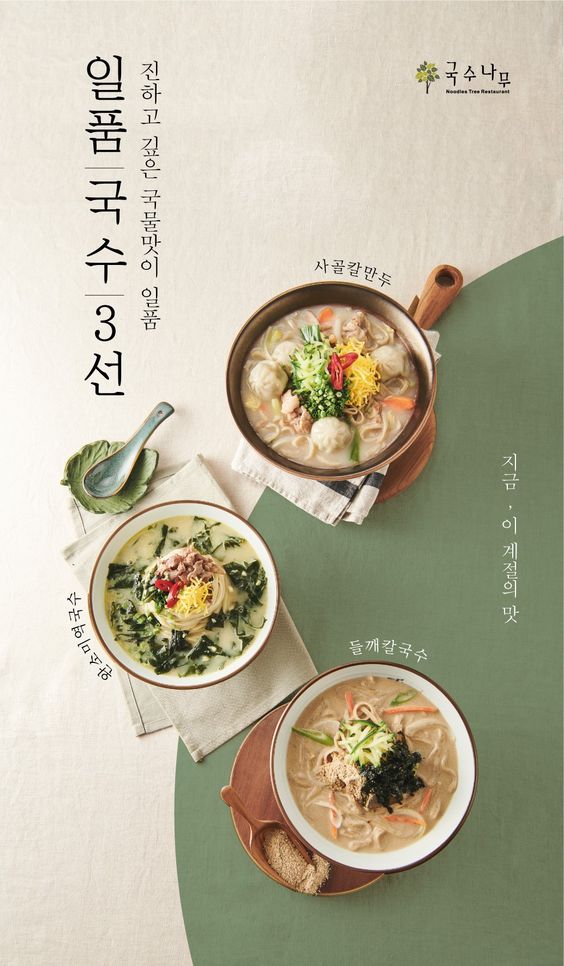 일품 국수 3선
진하고 깊은 국물맛이 일품
국수나무
Noodles Tree Restaurant
사골칼만두
지금, 이 계절의 맛
완소미역국수
들깨칼국수